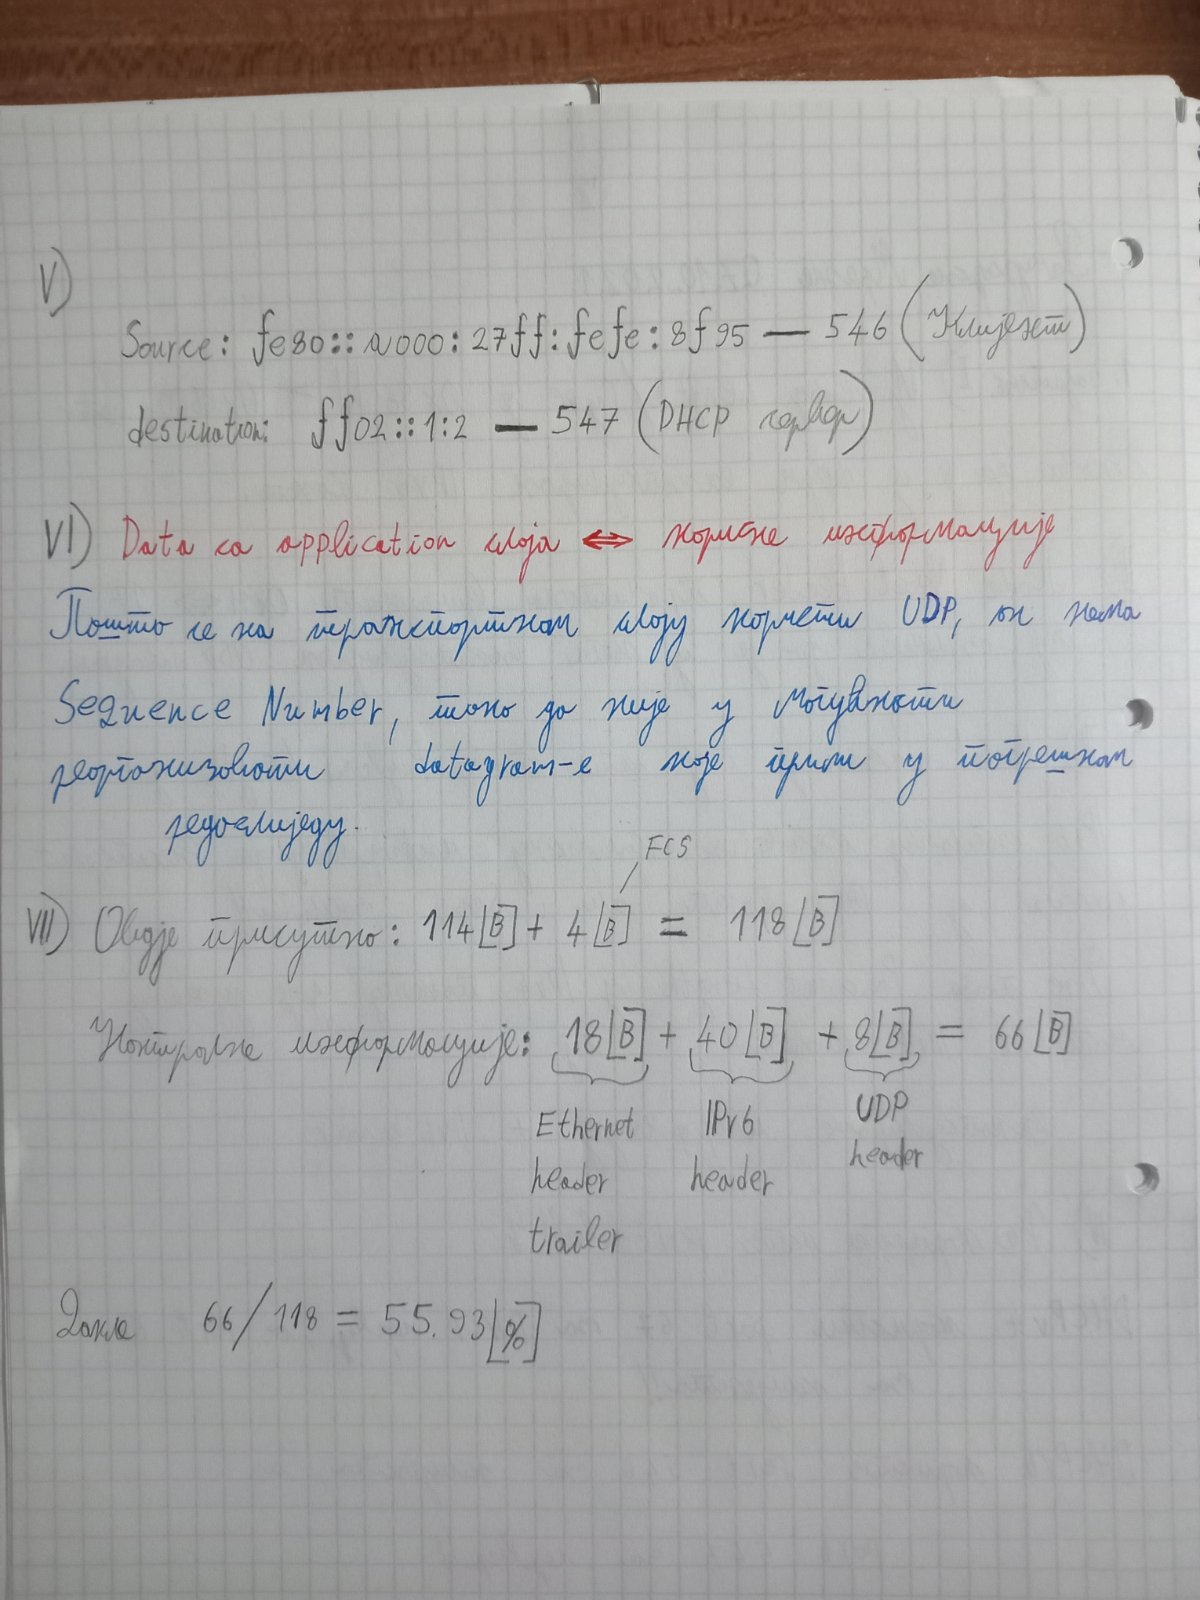 V)
Source: fe80::a000:27ff:fefe:8f95 — 546 (Клијент)
destination: ff02::1:2 — 547 (DHCP сервер)
VI) Data са application слоја ⇔ корисне информације
Пошто се на транспортном слоју користи UDP, он нема
Sequence Number, тако да није у могућности
реорганизовати datagram-е који приме у погрешном
редослиједу.
FCS
VII) Овдје присутно: 114[B] + 4[B] = 118[B]
Контролне информације: 18[B] + 40[B] + 8[B] = 66[B]
Ethernet IPv6 UDP
header header header
trailer
Дакле 66/118 = 55.93[%]